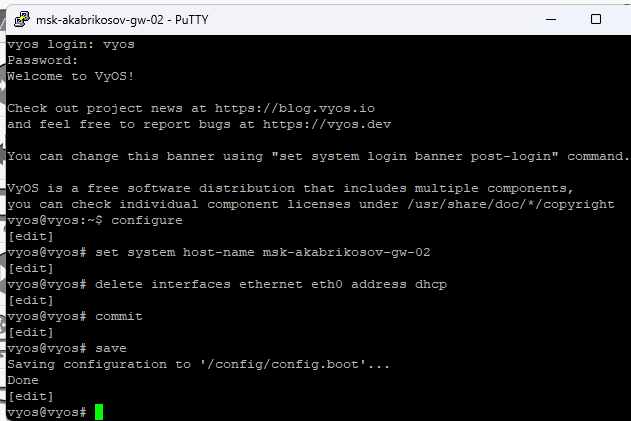 msk-akabrikosov-gw-02 - PuTTY
vyos login: vyos
Password:
Welcome to VyOS!
Check out project news at https://blog.vyos.io
and feel free to report bugs at https://vyos.dev
You can change this banner using "set system login banner post-login" command.
VyOS is a free software distribution that includes multiple components,
you can check individual component licenses under /usr/share/doc/*/copyright
vyos@vyos:~$ configure
[edit]
vyos@vyos# set system host-name msk-akabrikosov-gw-02
[edit]
vyos@vyos# delete interfaces ethernet eth0 address dhcp
[edit]
vyos@vyos# commit
[edit]
vyos@vyos# save
Saving configuration to '/config/config.boot'...
Done
[edit]
vyos@vyos#